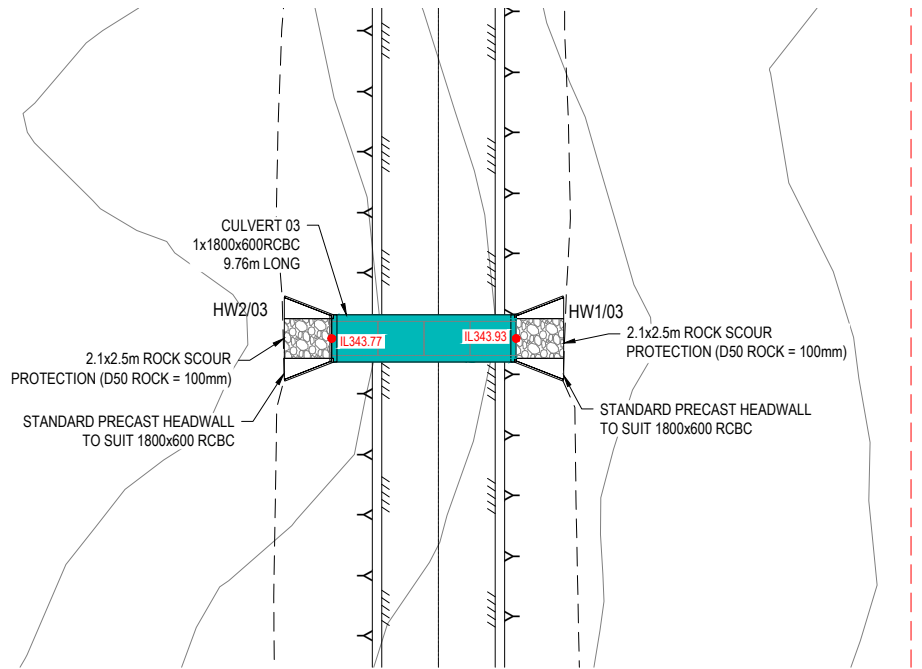 CULVERT 03
1x1800x600RCBC
9.76m LONG
HW2/03
HW1/03
IL343.77
IL343.93
2.1x2.5m ROCK SCOUR
PROTECTION (D50 ROCK = 100mm)
2.1x2.5m ROCK SCOUR
PROTECTION (D50 ROCK = 100mm)
STANDARD PRECAST HEADWALL
TO SUIT 1800x600 RCBC
STANDARD PRECAST HEADWALL
TO SUIT 1800x600 RCBC